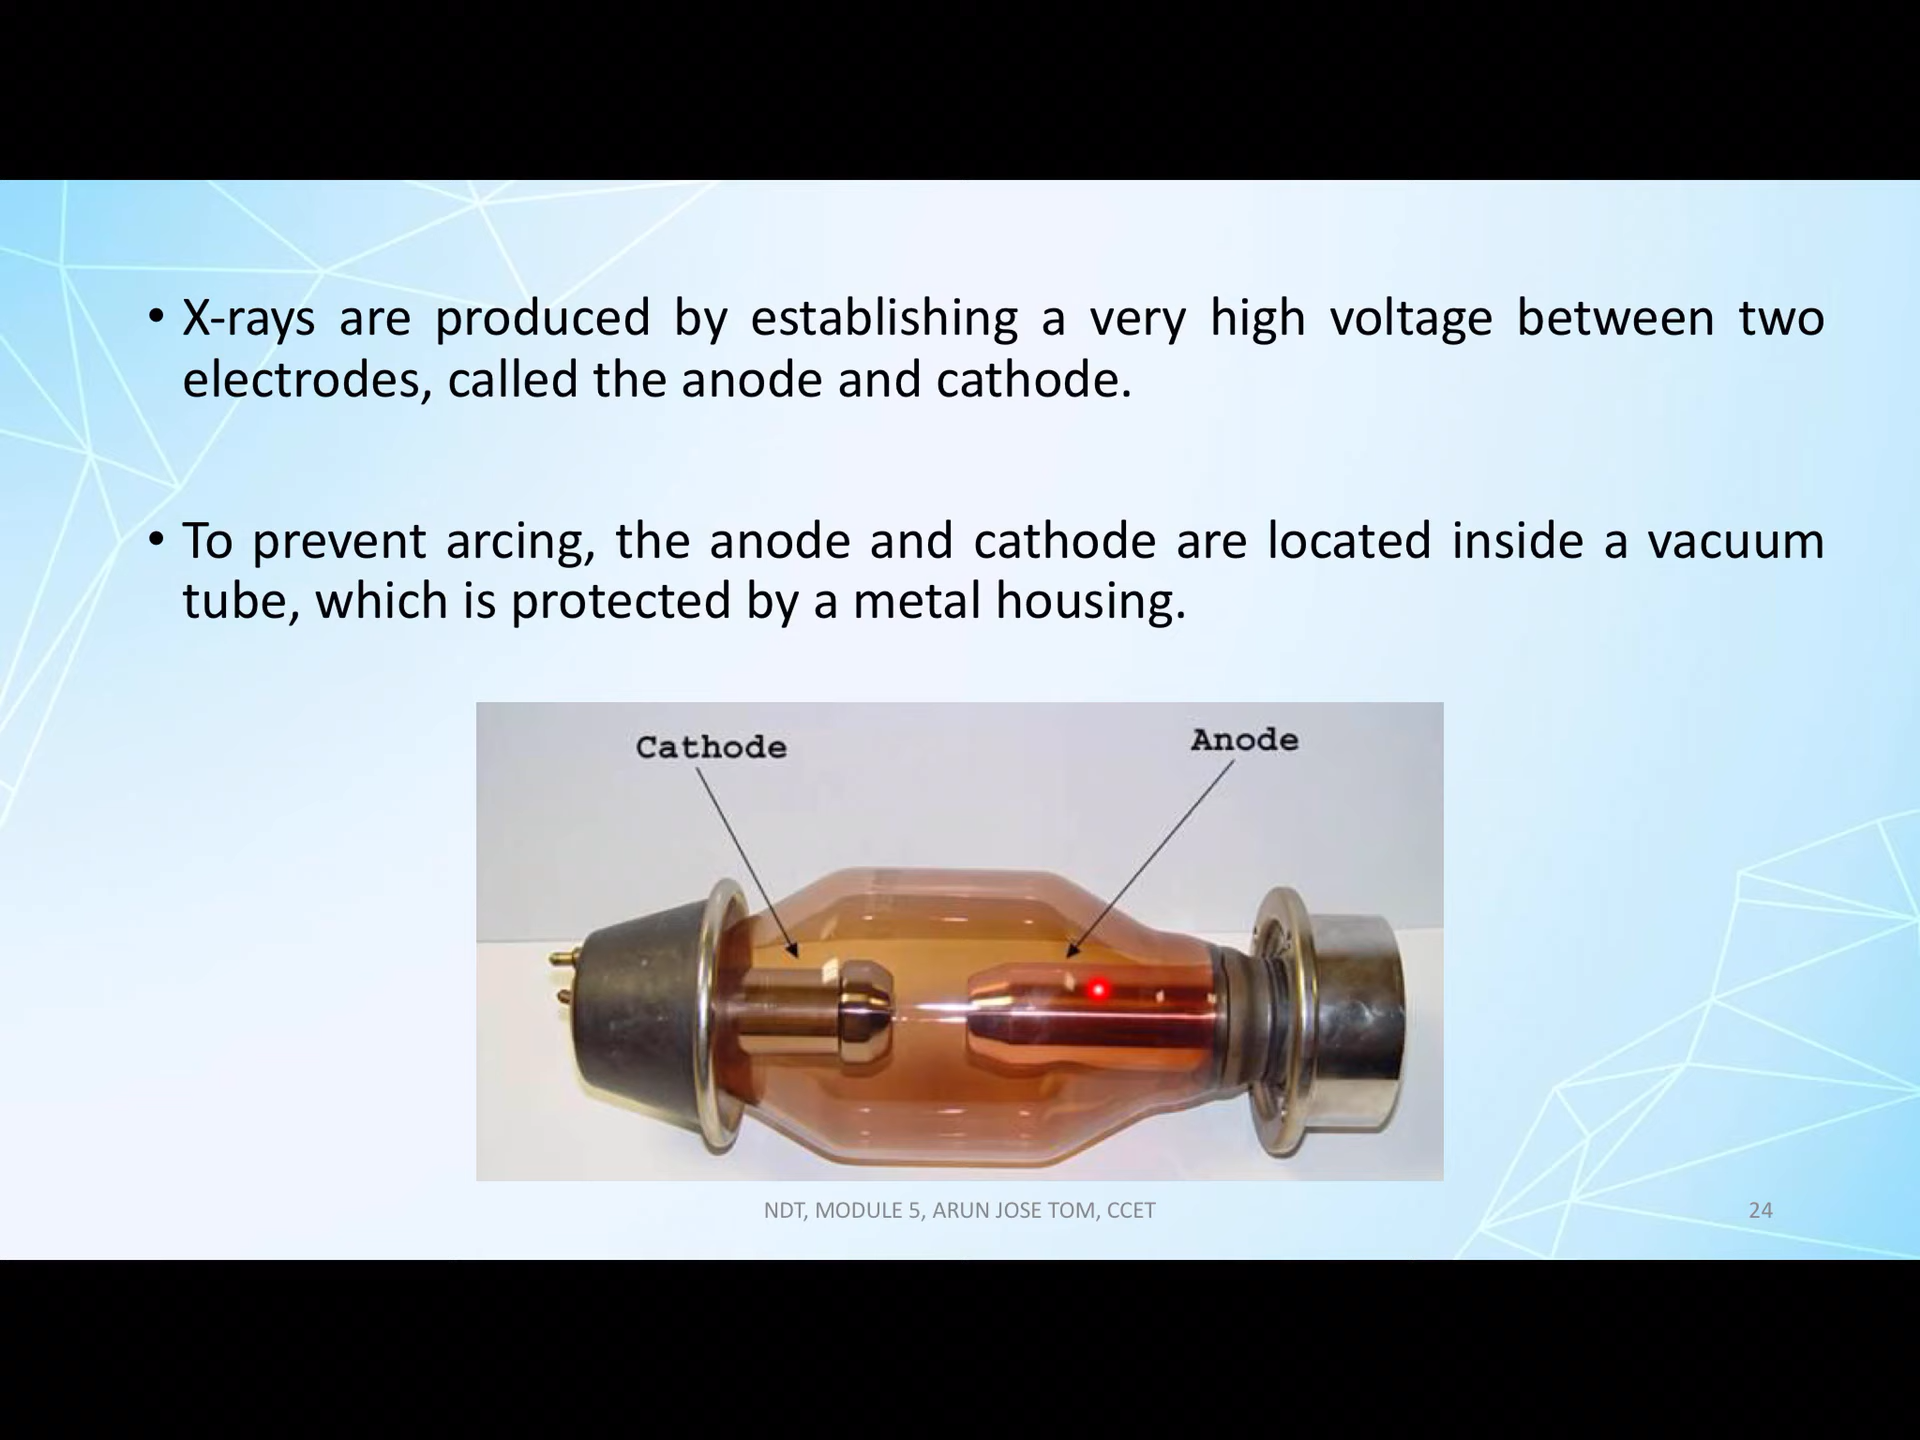 • X-rays are produced by establishing a very high voltage between two
electrodes, called the anode and cathode.
• To prevent arcing, the anode and cathode are located inside a vacuum
tube, which is protected by a metal housing.
Cathode
Anode
NDT, MODULE 5, ARUN JOSE TOM, CCET
24